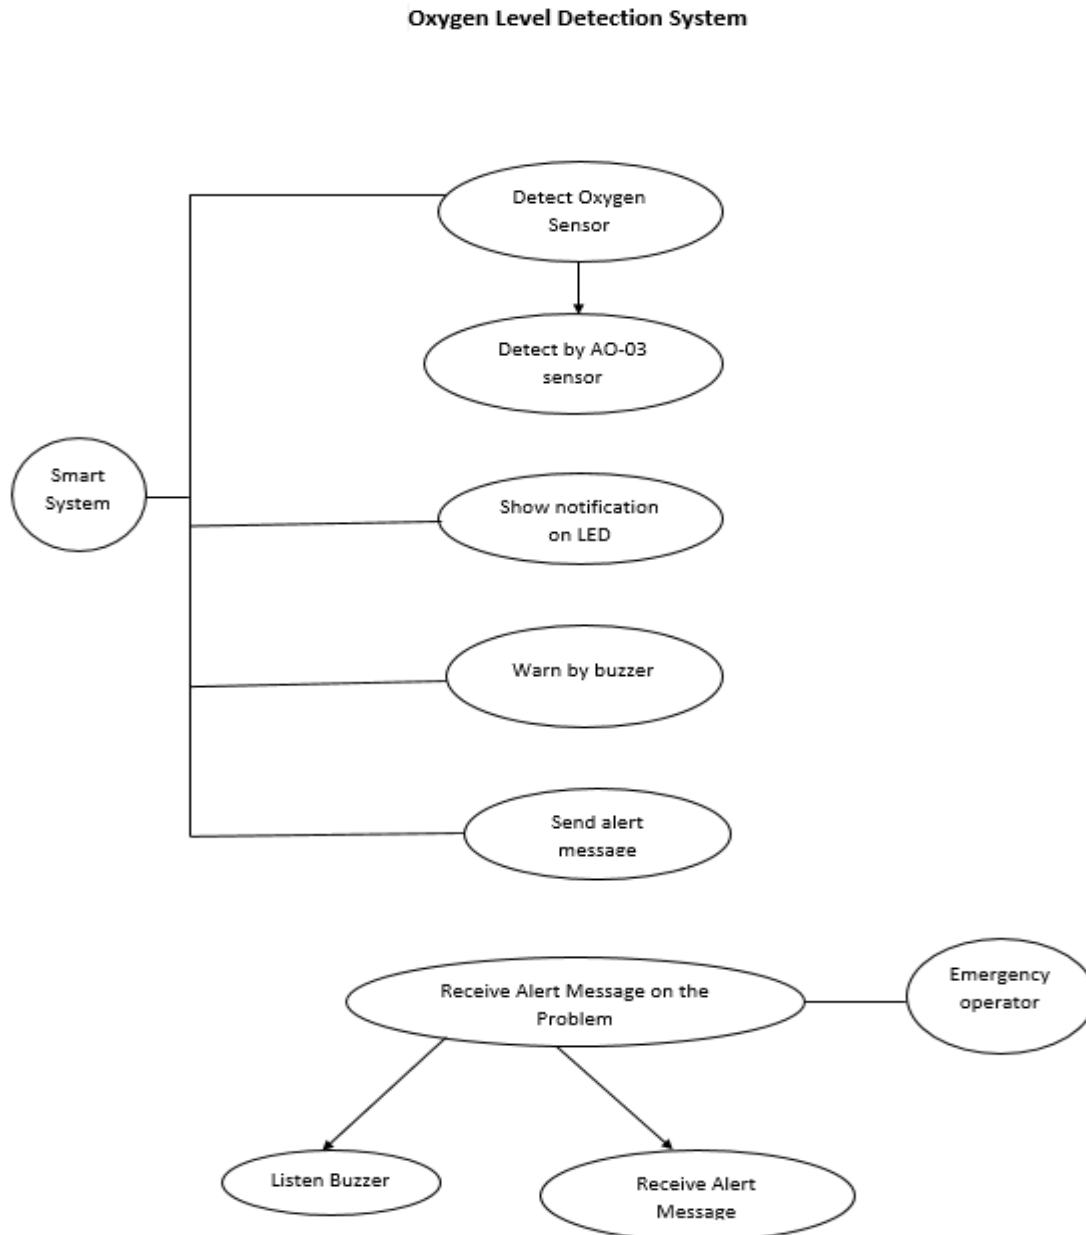 Oxygen Level Detection System
Detect Oxygen
Sensor
Detect by AO-03
sensor
Smart
System
Show notification
on LED
Warn by buzzer
Send alert
message
Emergency
operator
Receive Alert Message on the
Problem
Listen Buzzer
Receive Alert
Message